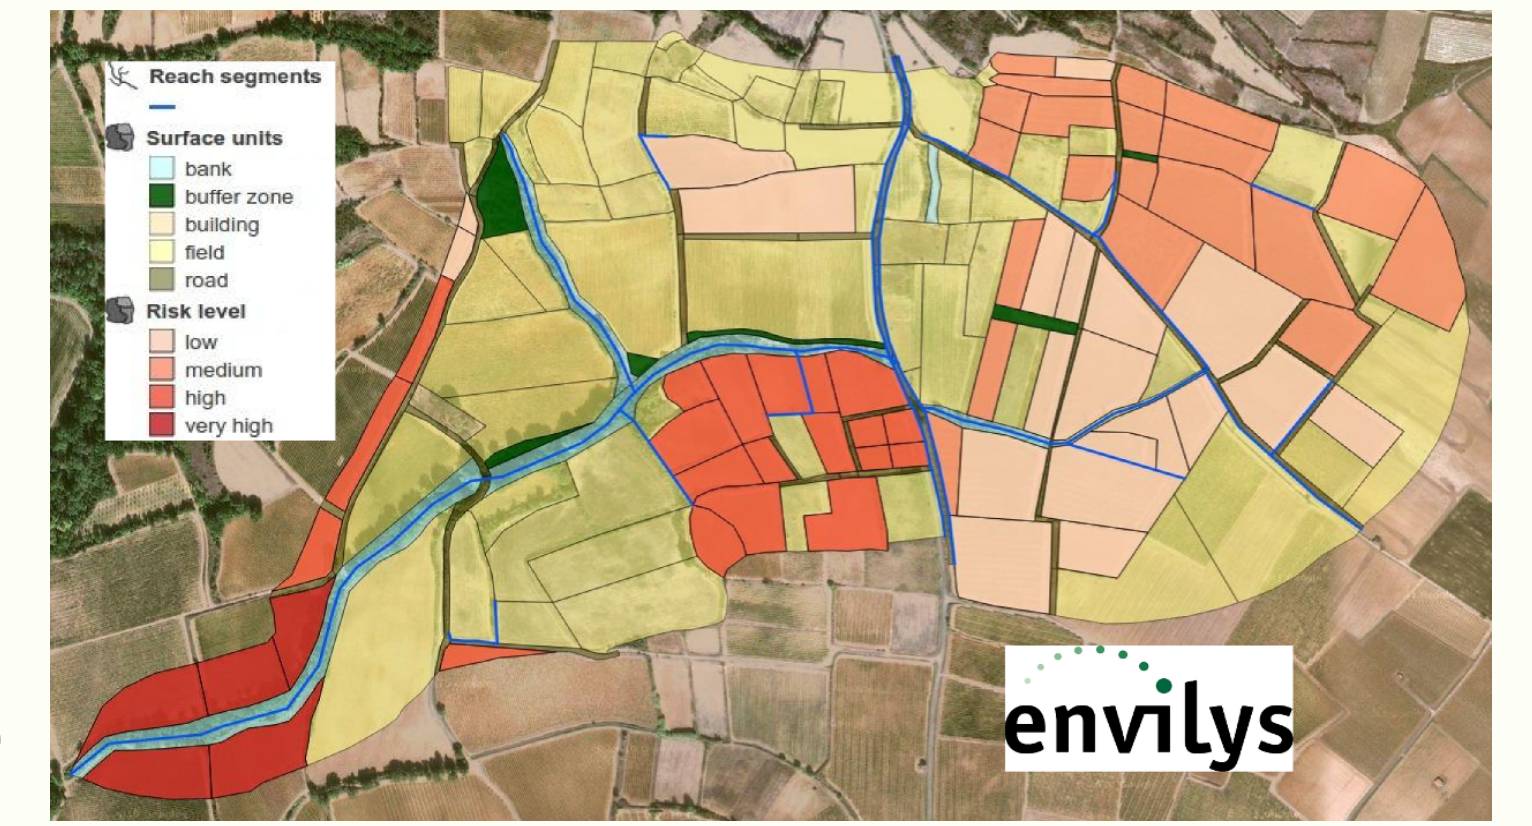 Reach segments
Surface units
bank
buffer zone
building
field
road
Risk level
low
medium
high
very high
envilys